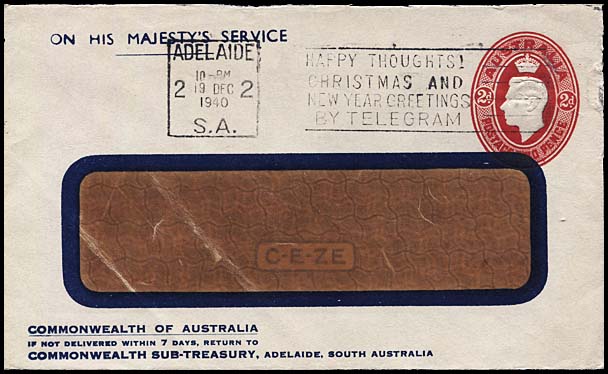 ON HIS MAJESTY'S SERVICE
ADELAIDE
10-PM
2 19 DEC 2
1940
S.A.
HAPPY THOUGHTS!
CHRISTMAS AND
NEW YEAR GREETINGS
BY TELEGRAM
AUSTRALIA
2d 2d
C-E-ZE
COMMONWEALTH OF AUSTRALIA
IF NOT DELIVERED WITHIN 7 DAYS, RETURN TO
COMMONWEALTH SUB-TREASURY, ADELAIDE, SOUTH AUSTRALIA